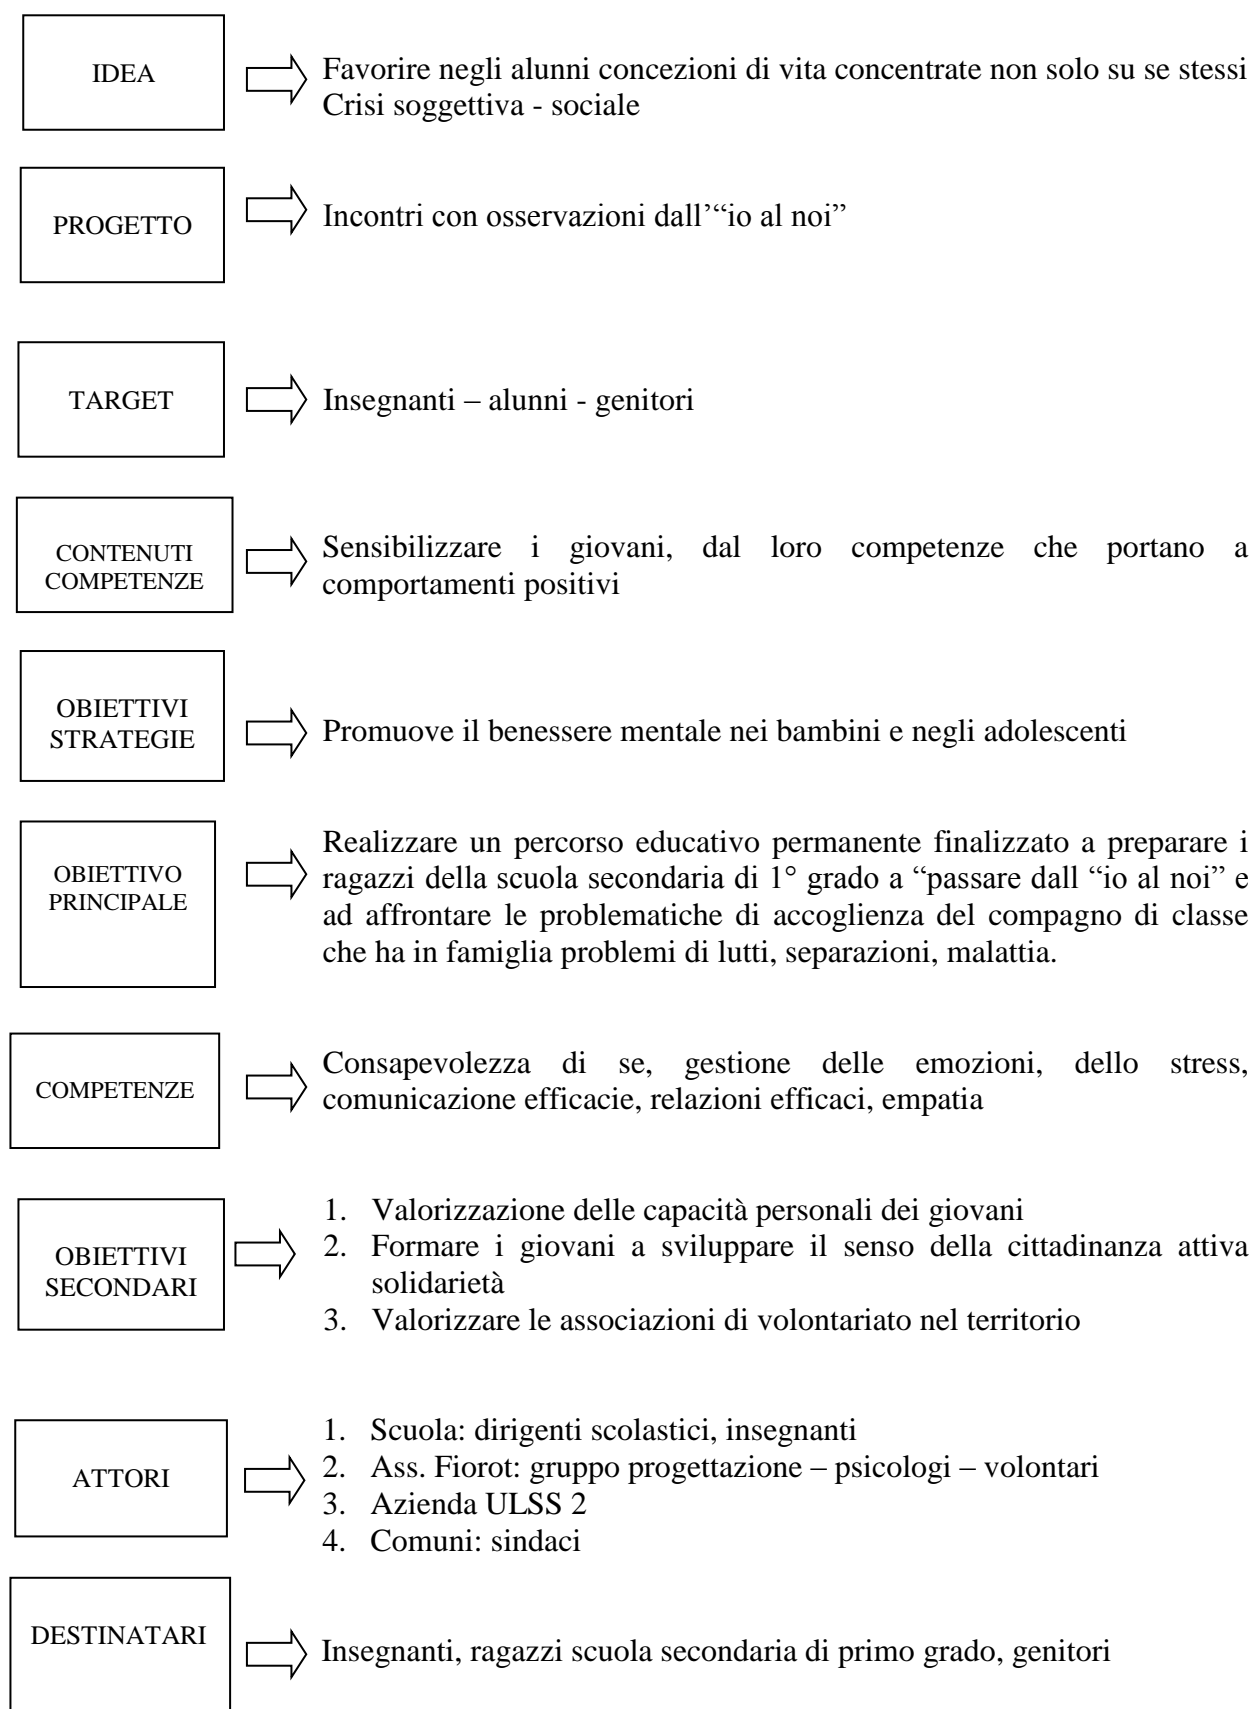 IDEA
Favorire negli alunni concezioni di vita concentrate non solo su se stessi
Crisi soggettiva - sociale
PROGETTO
Incontri con osservazioni dall’“io al noi”
TARGET
Insegnanti – alunni - genitori
CONTENUTI
COMPETENZE
Sensibilizzare i giovani, dal loro competenze che portano a
comportamenti positivi
OBIETTIVI
STRATEGIE
Promuove il benessere mentale nei bambini e negli adolescenti
OBIETTIVO
PRINCIPALE
Realizzare un percorso educativo permanente finalizzato a preparare i
ragazzi della scuola secondaria di 1° grado a “passare dall “io al noi” e
ad affrontare le problematiche di accoglienza del compagno di classe
che ha in famiglia problemi di lutti, separazioni, malattia.
COMPETENZE
Consapevolezza di se, gestione delle emozioni, dello stress,
comunicazione efficacie, relazioni efficaci, empatia
OBIETTIVI
SECONDARI
1. Valorizzazione delle capacità personali dei giovani
2. Formare i giovani a sviluppare il senso della cittadinanza attiva
solidarietà
3. Valorizzare le associazioni di volontariato nel territorio
ATTORI
1. Scuola: dirigenti scolastici, insegnanti
2. Ass. Fiorot: gruppo progettazione – psicologi – volontari
3. Azienda ULSS 2
4. Comuni: sindaci
DESTINATARI
Insegnanti, ragazzi scuola secondaria di primo grado, genitori